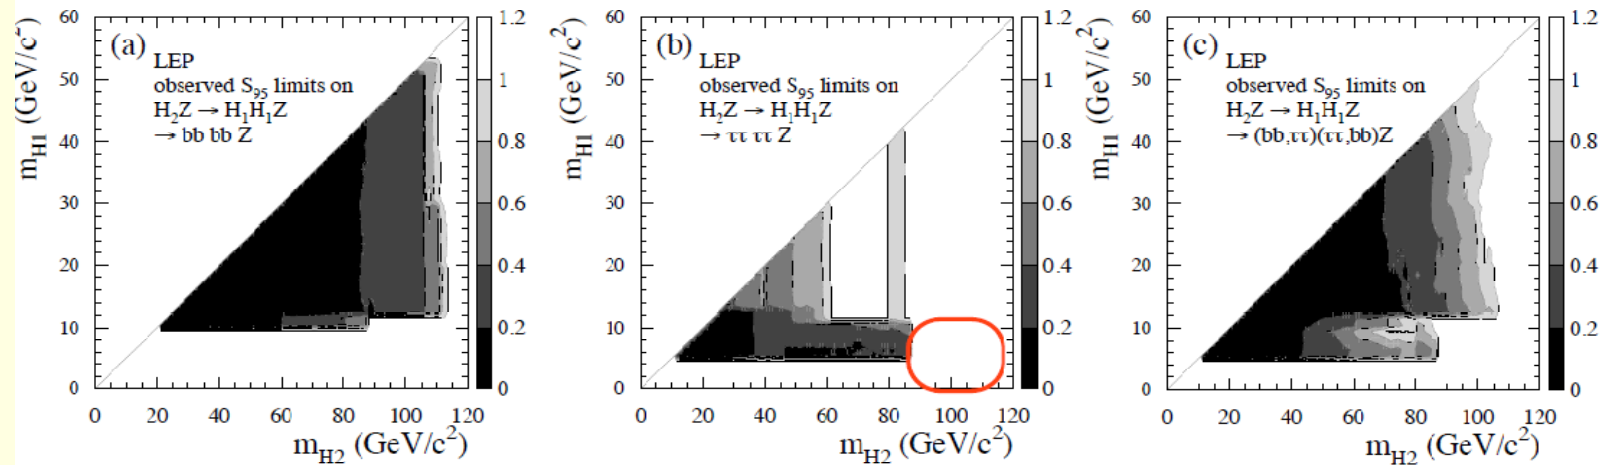 (a)
LEP
observed S95 limits on
H2Z → H1H1Z
→ bb bb Z
mH1 (GeV/c2)
60
50
40
30
20
10
0
0 20 40 60 80 100 120
mH2 (GeV/c2)
1.2
1
0.8
0.6
0.4
0.2
0
(b)
LEP
observed S95 limits on
H2Z → H1H1Z
→ ττ ττ Z
mH1 (GeV/c2)
60
50
40
30
20
10
0
0 20 40 60 80 100 120
mH2 (GeV/c2)
1.2
1
0.8
0.6
0.4
0.2
0
(c)
LEP
observed S95 limits on
H2Z → H1H1Z
→ (bb,ττ)(ττ,bb)Z
mH1 (GeV/c2)
60
50
40
30
20
10
0
0 20 40 60 80 100 120
mH2 (GeV/c2)
1.2
1
0.8
0.6
0.4
0.2
0